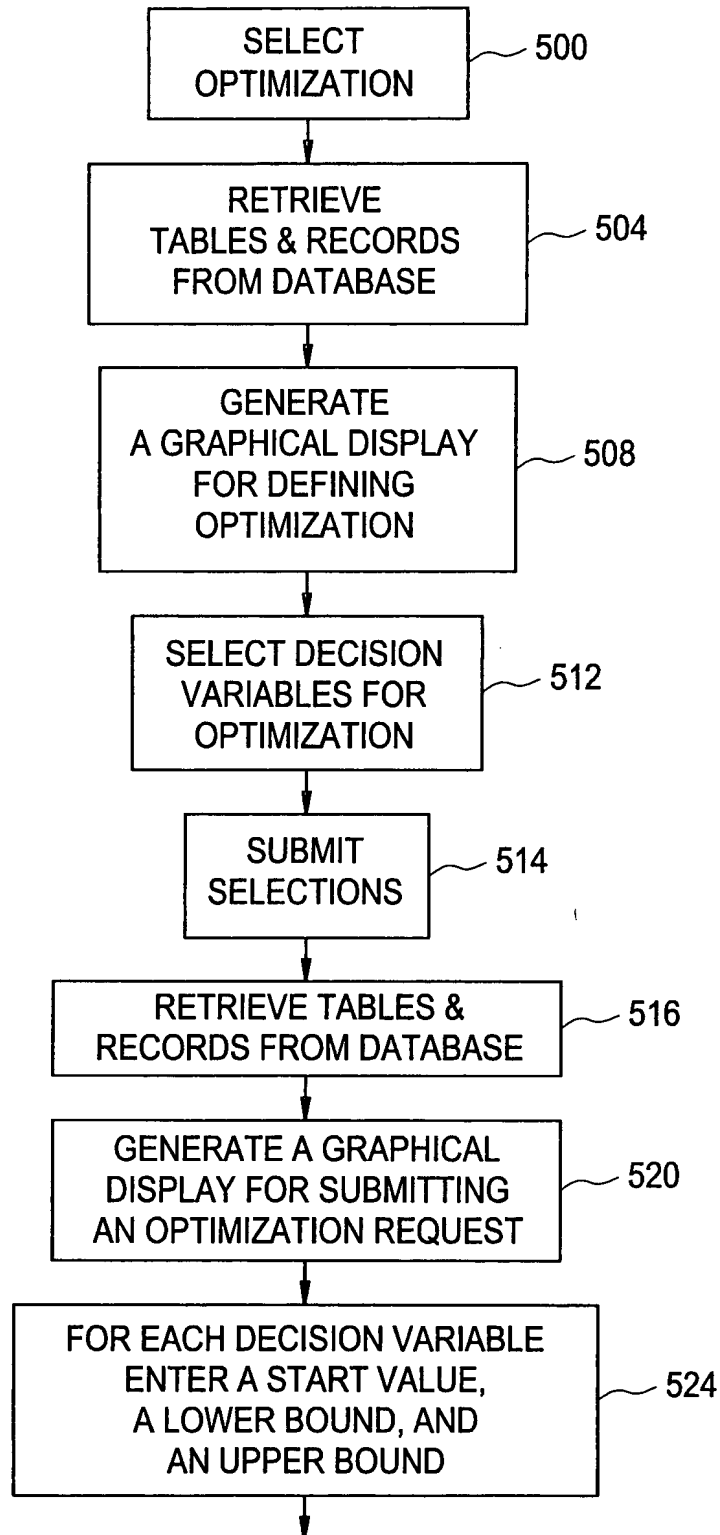 SELECT
OPTIMIZATION
500
RETRIEVE
TABLES & RECORDS
FROM DATABASE
504
GENERATE
A GRAPHICAL DISPLAY
FOR DEFINING
OPTIMIZATION
508
SELECT DECISION
VARIABLES FOR
OPTIMIZATION
512
SUBMIT
SELECTIONS
514
RETRIEVE TABLES &
RECORDS FROM DATABASE
516
GENERATE A GRAPHICAL
DISPLAY FOR SUBMITTING
AN OPTIMIZATION REQUEST
520
FOR EACH DECISION VARIABLE
ENTER A START VALUE,
A LOWER BOUND, AND
AN UPPER BOUND
524